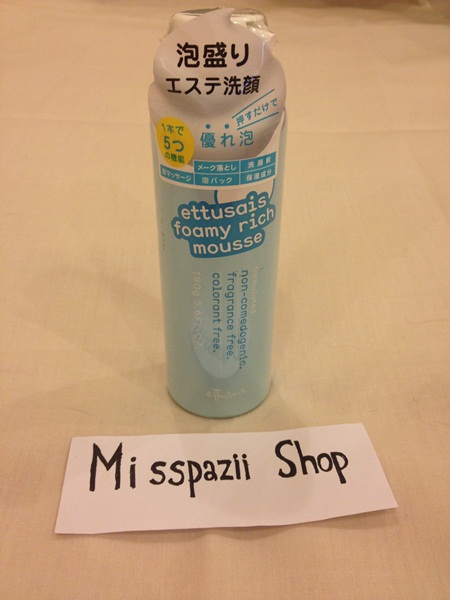 泡盛り
エステ洗顔
押すだけで
優れ泡
1本で
5つ
の機能
メーク落とし
洗顔料
泡マッサージ
泡パック
保湿成分
ettusais
foamy rich
mousse
non-comedogenic.
fragrance free.
colorant free.
Misspazii Shop